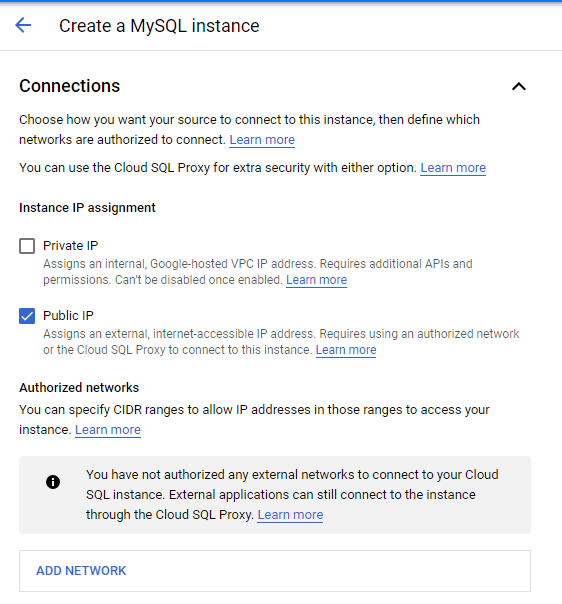 Create a MySQL instance
Connections
Choose how you want your source to connect to this instance, then define which
networks are authorized to connect. Learn more
You can use the Cloud SQL Proxy for extra security with either option. Learn more
Instance IP assignment
Private IP
Assigns an internal, Google-hosted VPC IP address. Requires additional APIs and
permissions. Can't be disabled once enabled. Learn more
Public IP
Assigns an external, internet-accessible IP address. Requires using an authorized network
or the Cloud SQL Proxy to connect to this instance. Learn more
Authorized networks
You can specify CIDR ranges to allow IP addresses in those ranges to access your
instance. Learn more
You have not authorized any external networks to connect to your Cloud
SQL instance. External applications can still connect to the instance
through the Cloud SQL Proxy. Learn more
ADD NETWORK